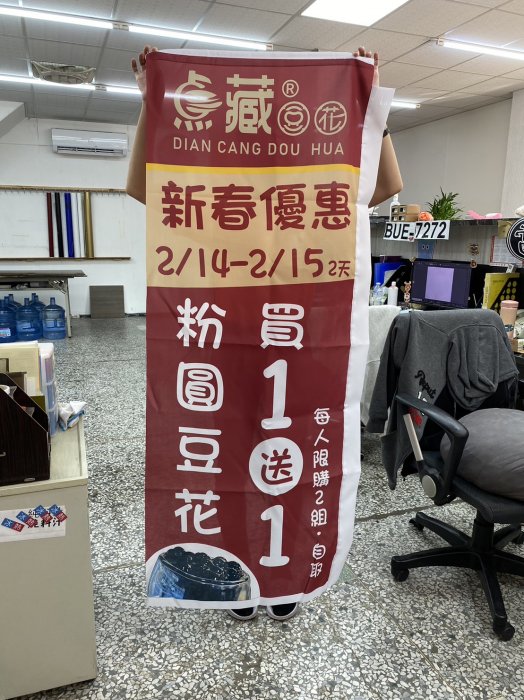 点藏®豆花
DIAN CANG DOU HUA
新春優惠
2/14-2/15 2天
粉圓豆花
買1送1
每人限購2組·自取
BUE-7272